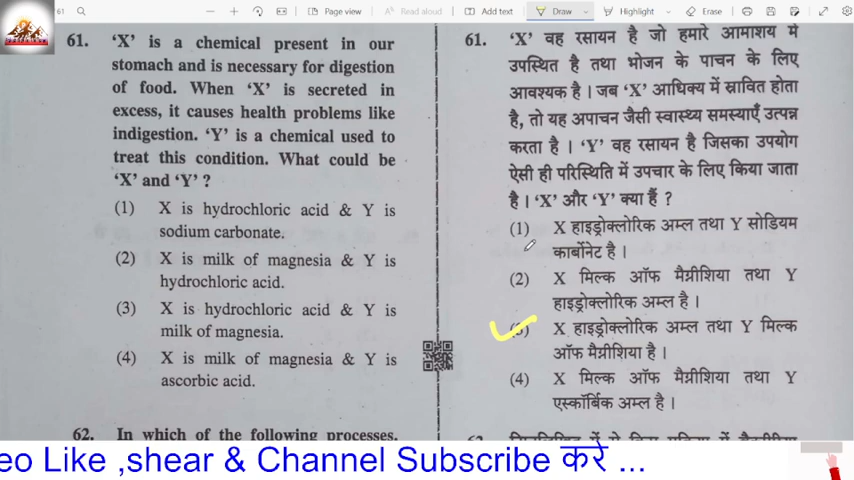 61
Page view
Read aloud
Add text
Draw
Highlight
Erase
Share
61. 'X' is a chemical present in our
stomach and is necessary for digestion
of food. When 'X' is secreted in
excess, it causes health problems like
indigestion. 'Y' is a chemical used to
treat this condition. What could be
'X' and 'Y' ?
(1) X is hydrochloric acid & Y is
sodium carbonate.
(2) X is milk of magnesia & Y is
hydrochloric acid.
(3) X is hydrochloric acid & Y is
milk of magnesia.
(4) X is milk of magnesia & Y is
ascorbic acid.
62. In which of the following processes,
61. 'X' वह रसायन है जो हमारे आमाशय में
उपस्थित है तथा भोजन के पाचन के लिए
आवश्यक है । जब 'X' आधिक्य में स्रावित होता
है, तो यह अपाचन जैसी स्वास्थ्य समस्याएँ उत्पन्न
करता है । 'Y' वह रसायन है जिसका उपयोग
ऐसी ही परिस्थिति में उपचार के लिए किया जाता
है । 'X' और 'Y' क्या हैं ?
(1) X हाइड्रोक्लोरिक अम्ल तथा Y सोडियम
कार्बोनेट है ।
(2) X मिल्क ऑफ मैग्नीशिया तथा Y
हाइड्रोक्लोरिक अम्ल है ।
(3) X हाइड्रोक्लोरिक अम्ल तथा Y मिल्क
ऑफ मैग्नीशिया है ।
(4) X मिल्क ऑफ मैग्नीशिया तथा Y
एस्कॉर्बिक अम्ल है ।
eo Like ,shear & Channel Subscribe करे ...